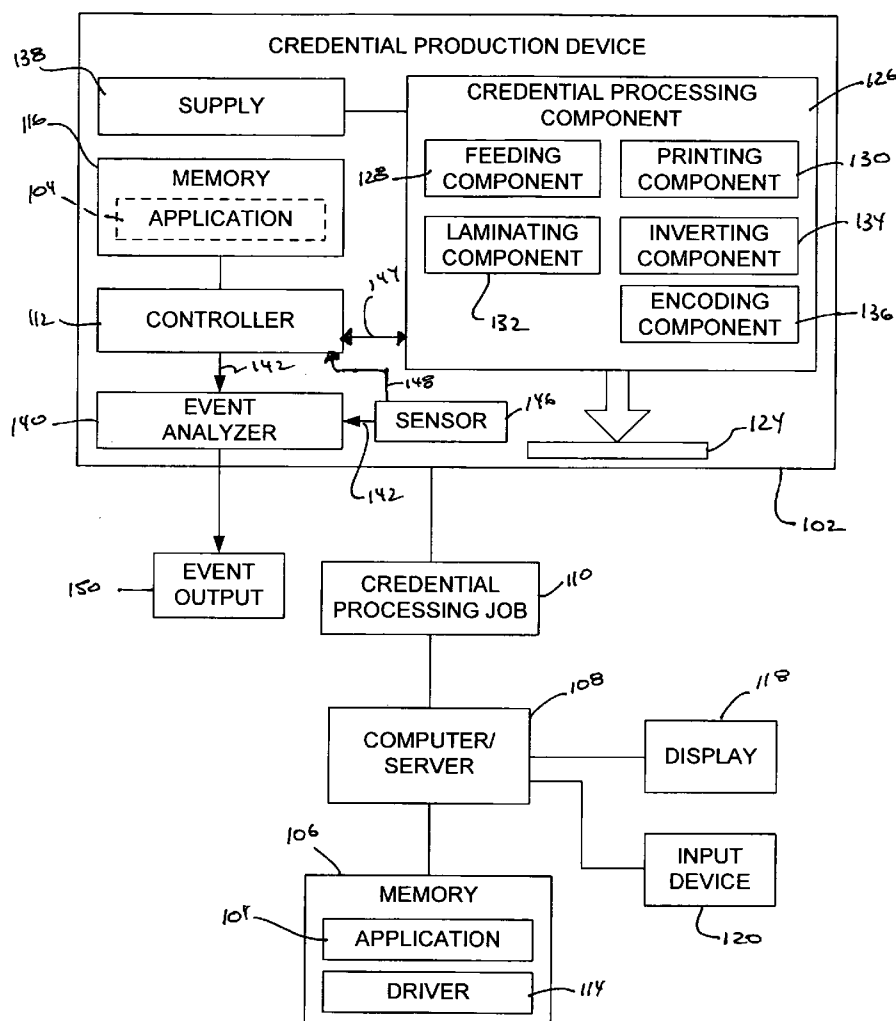 CREDENTIAL PRODUCTION DEVICE
138
SUPPLY
CREDENTIAL PROCESSING
COMPONENT
126
116
MEMORY
104
APPLICATION
128
FEEDING
COMPONENT
PRINTING
COMPONENT
130
LAMINATING
COMPONENT
132
INVERTING
COMPONENT
134
ENCODING
COMPONENT
136
112
CONTROLLER
144
142
148
140
EVENT
ANALYZER
SENSOR
146
142
124
102
150
EVENT
OUTPUT
CREDENTIAL
PROCESSING JOB
110
108
COMPUTER/
SERVER
118
DISPLAY
106
MEMORY
INPUT
DEVICE
120
APPLICATION
DRIVER
114